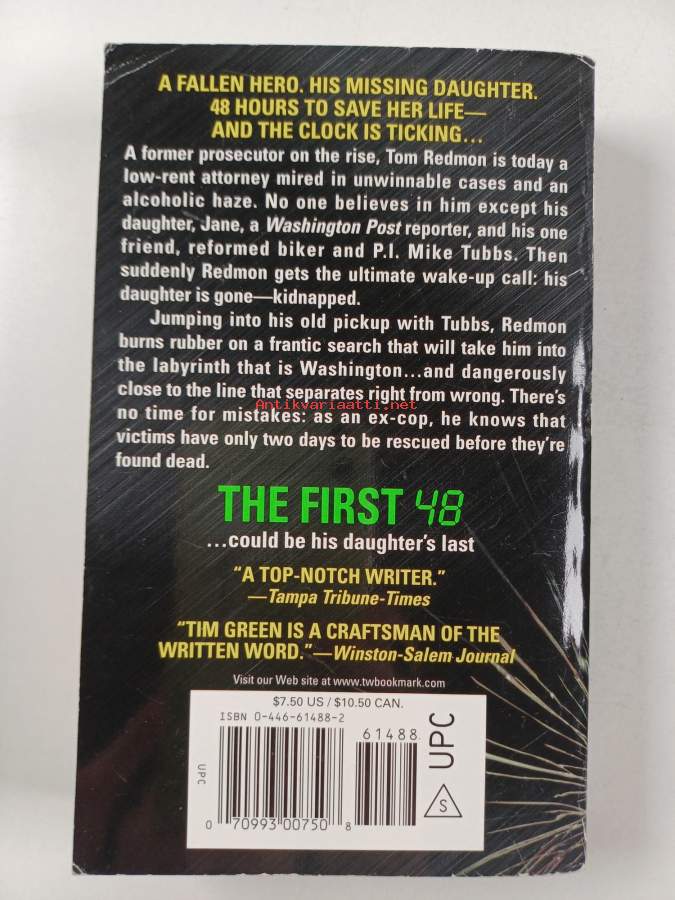 A FALLEN HERO. HIS MISSING DAUGHTER.
48 HOURS TO SAVE HER LIFE—
AND THE CLOCK IS TICKING...
A former prosecutor on the rise, Tom Redmon is today a
low-rent attorney mired in unwinnable cases and an
alcoholic haze. No one believes in him except his
daughter, Jane, a Washington Post reporter, and his one
friend, reformed biker and P.I. Mike Tubbs. Then
suddenly Redmon gets the ultimate wake-up call: his
daughter is gone—kidnapped.
Jumping into his old pickup with Tubbs, Redmon
burns rubber on a frantic search that will take him into
the labyrinth that is Washington...and dangerously
close to the line that separates right from wrong. There's
Antikvariaatti.net
no time for mistakes: as an ex-cop, he knows that
victims have only two days to be rescued before they're
found dead.
THE FIRST 48
...could be his daughter's last
"A TOP-NOTCH WRITER."
—Tampa Tribune-Times
"TIM GREEN IS A CRAFTSMAN OF THE
WRITTEN WORD."—Winston-Salem Journal
Visit our Web site at www.twbookmark.com
$7.50 US / $10.50 CAN.
ISBN 0-446-61488-2
61488
UPC
UPC
S
0 70993 00750 8